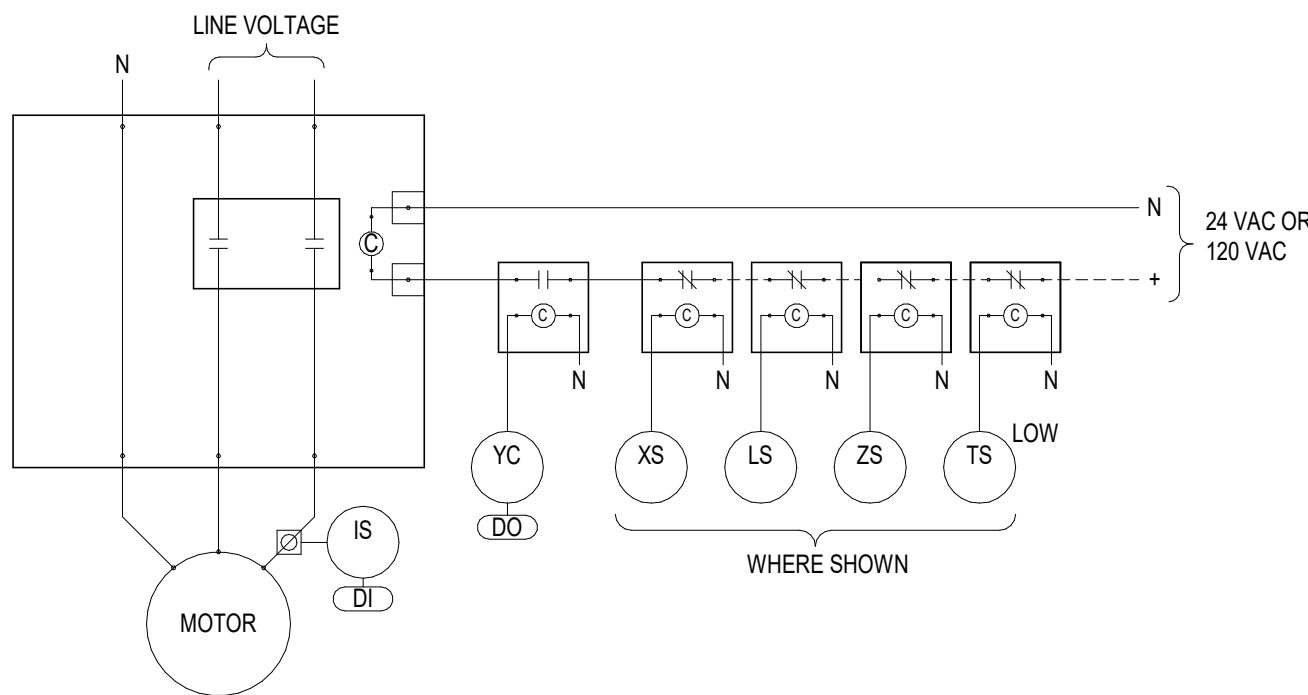 LINE VOLTAGE
N
C
N
24 VAC OR
120 VAC
+
C
C
C
C
C
N
N
N
N
N
YC
XS
LS
ZS
TS
LOW
DO
IS
DI
WHERE SHOWN
MOTOR